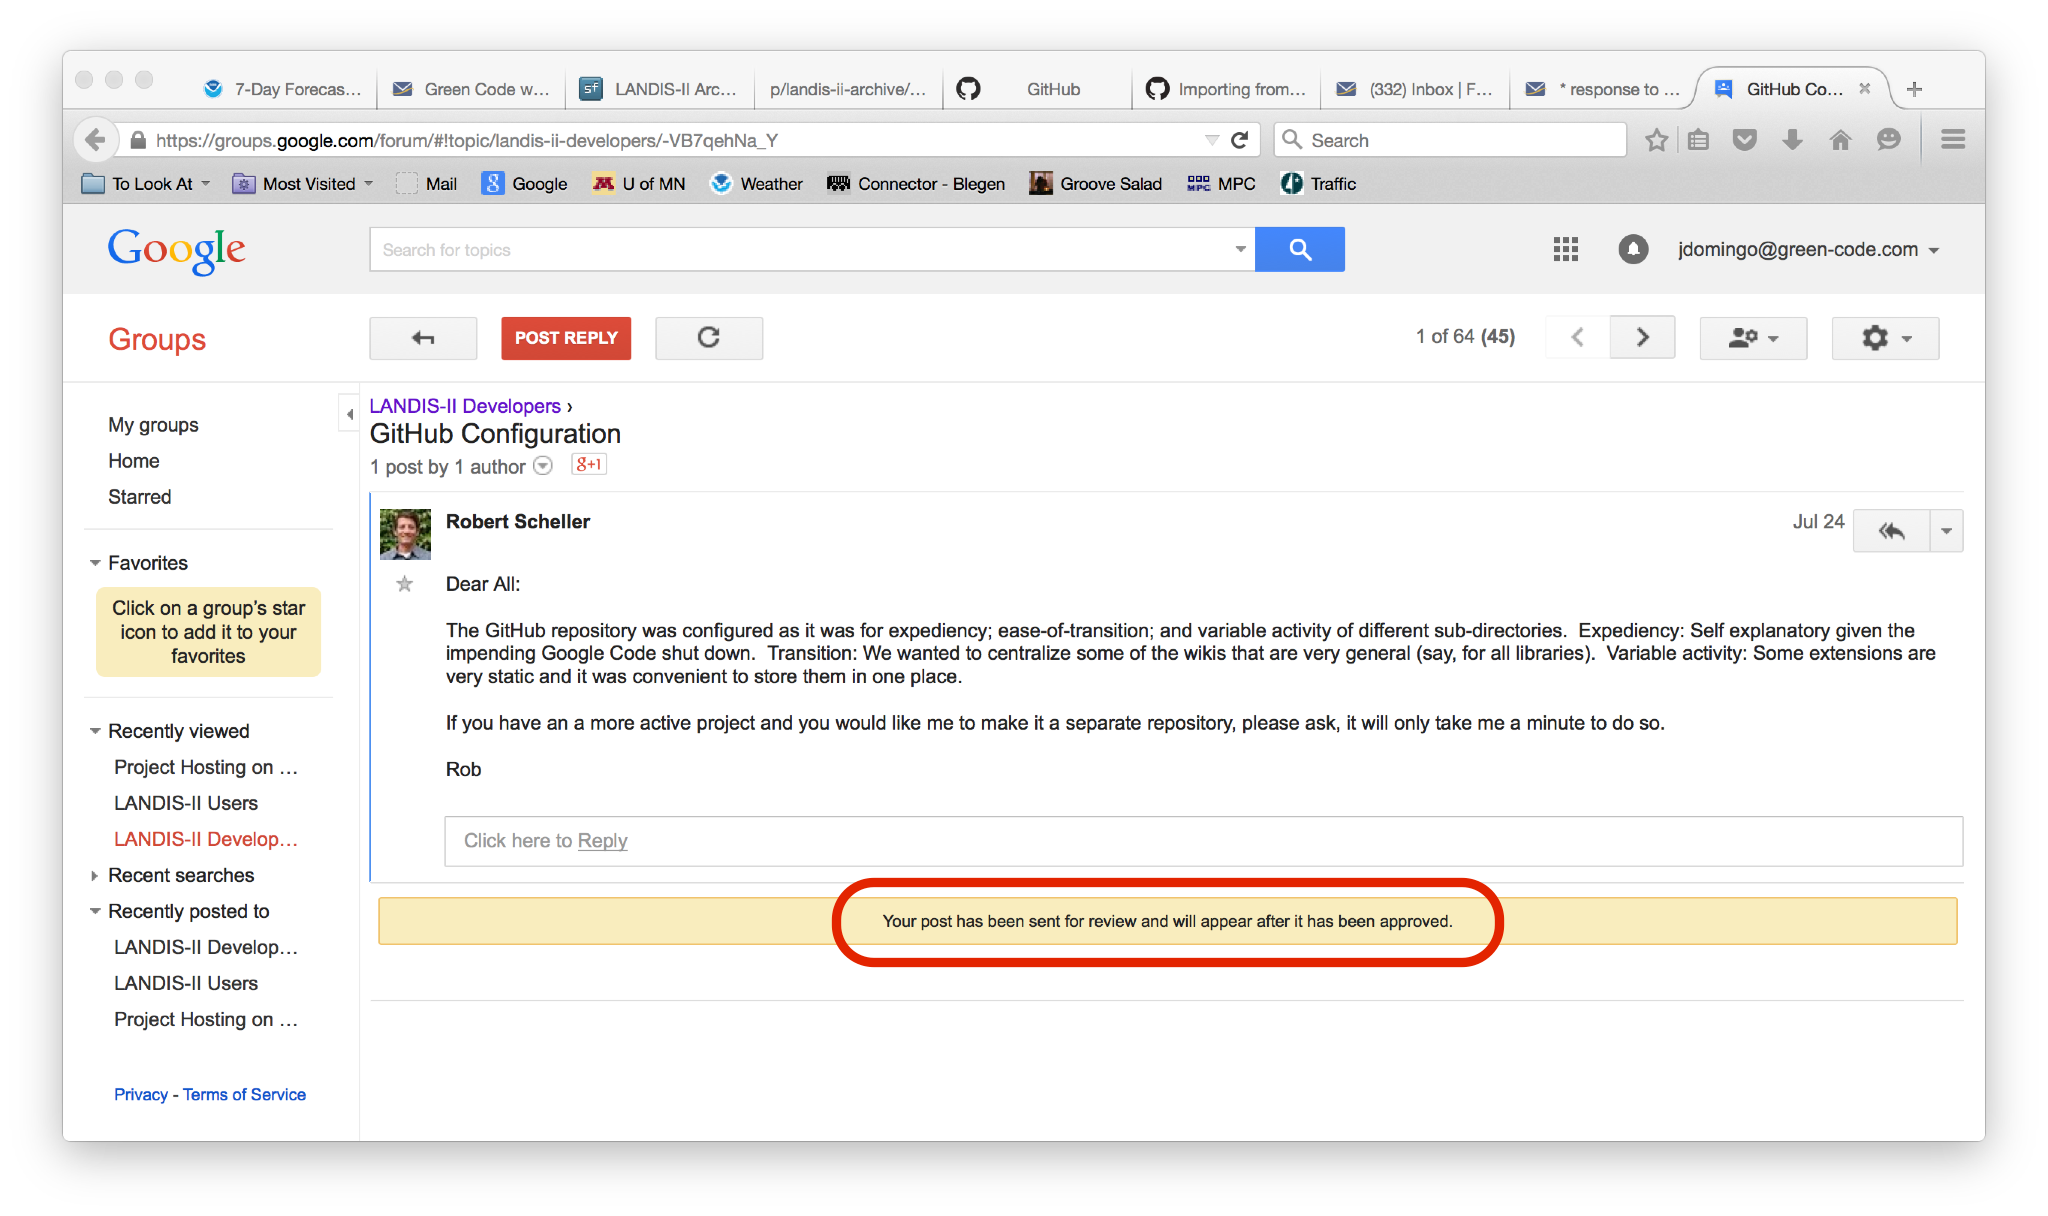 7-Day Forecas...
Green Code w...
sf LANDIS-II Arc...
p/landis-ii-archive/...
GitHub
Importing from...
(332) Inbox | F...
* response to ...
GitHub Co...
https://groups.google.com/forum/#!topic/landis-ii-developers/-VB7qehNa_Y
Search
To Look At
Most Visited
Mail
8 Google
M U of MN
Weather
Connector - Blegen
Groove Salad
MPC MPC
Traffic
Google
Search for topics
jdomingo@green-code.com
Groups
POST REPLY
1 of 64 (45)
My groups
Home
Starred
Favorites
Click on a group's star
icon to add it to your
favorites
Recently viewed
Project Hosting on ...
LANDIS-II Users
LANDIS-II Develop...
Recent searches
Recently posted to
LANDIS-II Develop...
LANDIS-II Users
Project Hosting on ...
Privacy - Terms of Service
LANDIS-II Developers ›
GitHub Configuration
1 post by 1 author
g+1
Robert Scheller
Jul 24
Dear All:
The GitHub repository was configured as it was for expediency; ease-of-transition; and variable activity of different sub-directories. Expediency: Self explanatory given the
impending Google Code shut down. Transition: We wanted to centralize some of the wikis that are very general (say, for all libraries). Variable activity: Some extensions are
very static and it was convenient to store them in one place.
If you have an a more active project and you would like me to make it a separate repository, please ask, it will only take me a minute to do so.
Rob
Click here to Reply
Your post has been sent for review and will appear after it has been approved.